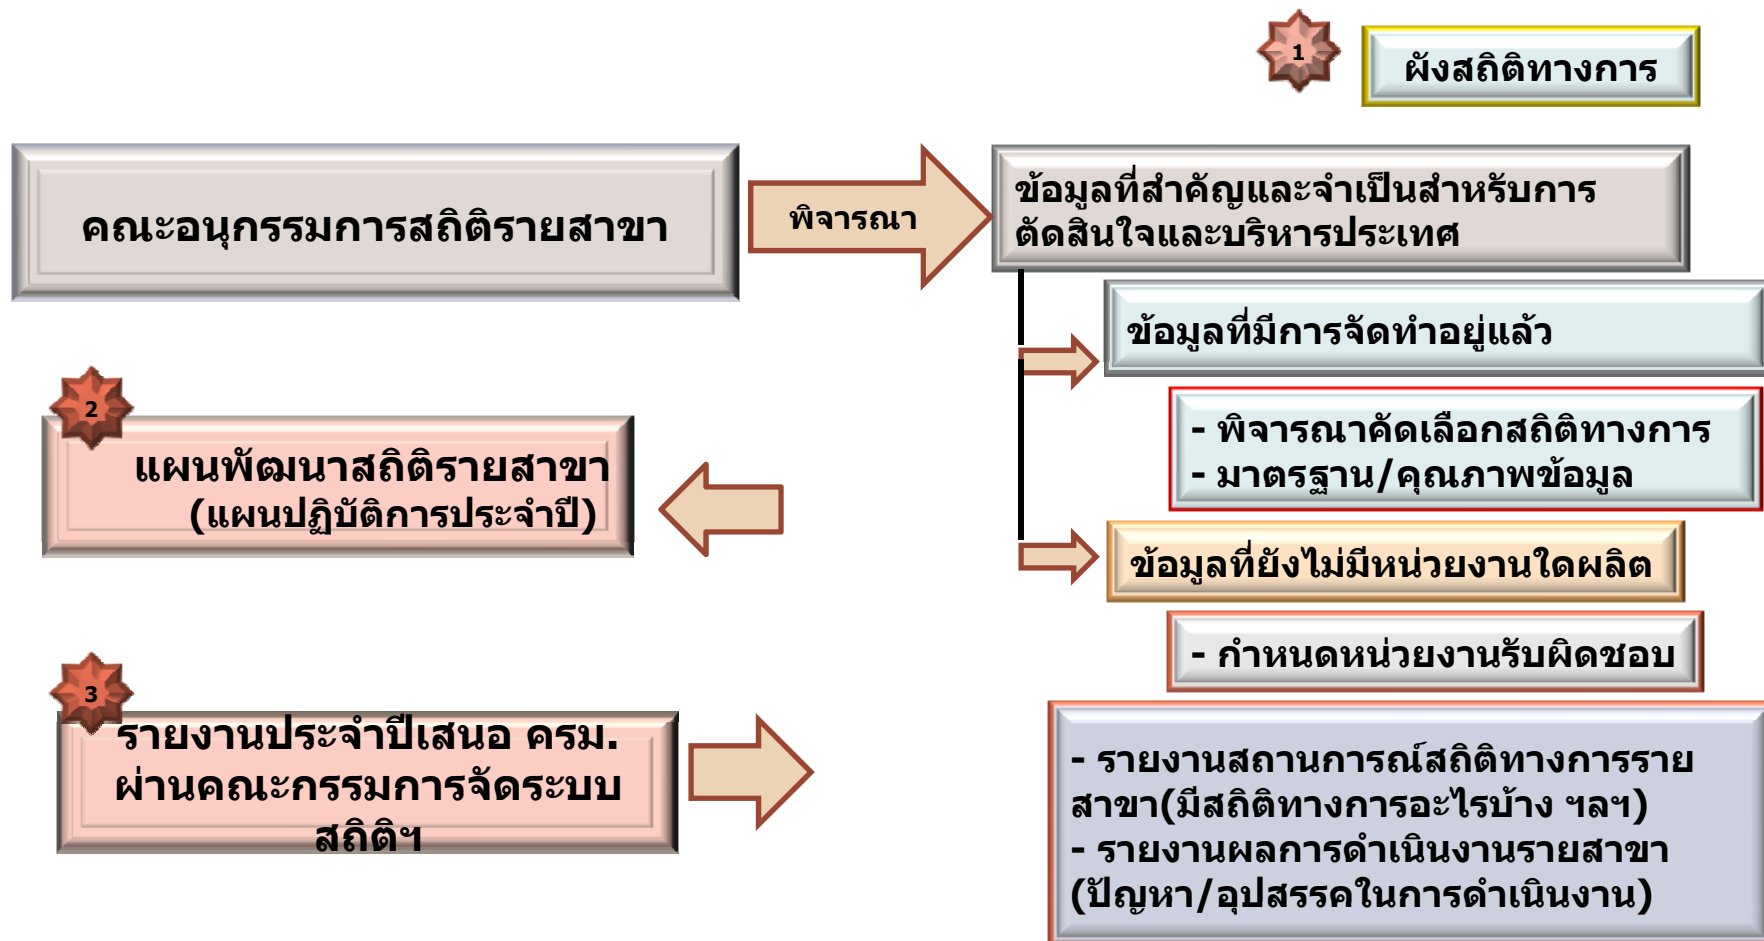 1
ผังสถิติทางการ
คณะอนุกรรมการสถิติรายสาขา
พิจารณา
ข้อมูลที่สำคัญและจำเป็นสำหรับการ
ตัดสินใจและบริหารประเทศ
ข้อมูลที่มีการจัดทำอยู่แล้ว
- พิจารณาคัดเลือกสถิติทางการ
- มาตรฐาน/คุณภาพข้อมูล
2
แผนพัฒนาสถิติรายสาขา
(แผนปฏิบัติการประจำปี)
ข้อมูลที่ยังไม่มีหน่วยงานใดผลิต
- กำหนดหน่วยงานรับผิดชอบ
3
รายงานประจำปีเสนอ ครม.
ผ่านคณะกรรมการจัดระบบ
สถิติฯ
- รายงานสถานการณ์สถิติทางการราย
สาขา(มีสถิติทางการอะไรบ้าง ฯลฯ)
- รายงานผลการดำเนินงานรายสาขา
(ปัญหา/อุปสรรคในการดำเนินงาน)